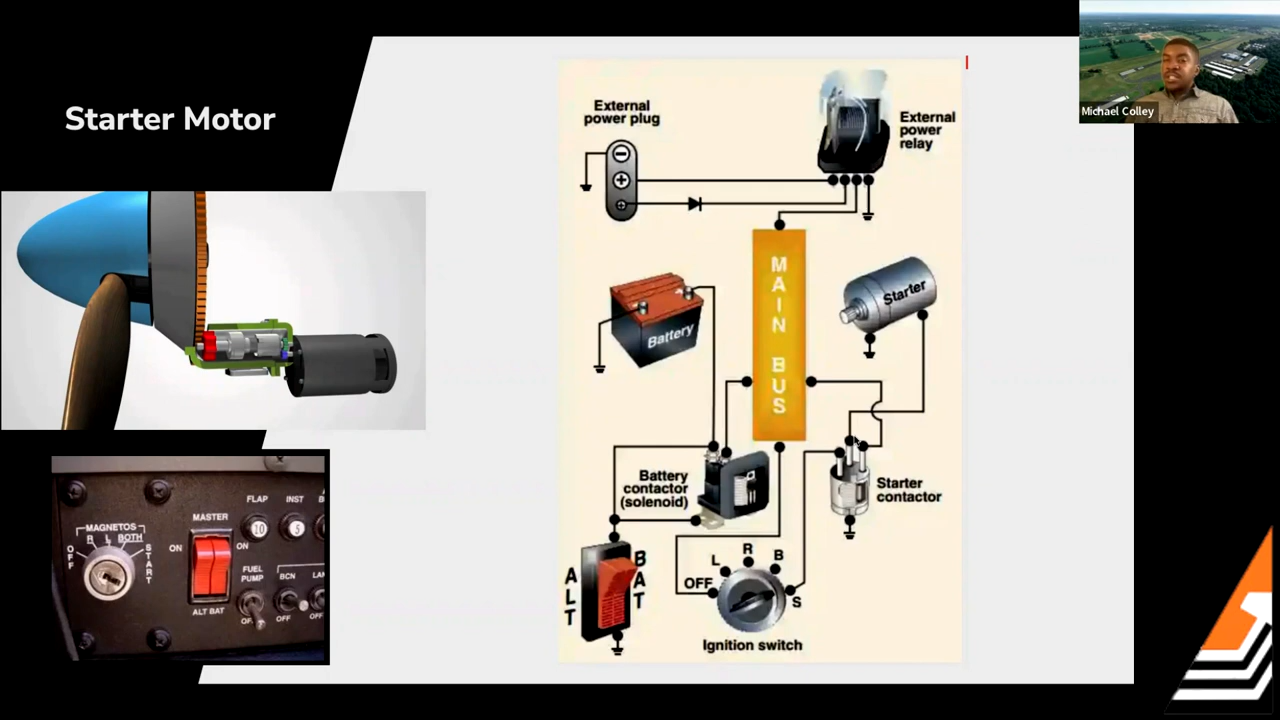 Starter Motor
Michael Colley
External
power plug
External
power
relay
MAIN BUS
Battery
Starter
Battery
contactor
(solenoid)
Starter
contactor
ALT
BAT
OFF
L
R
B
S
Ignition switch
FLAP
INST
10
5
MAGNETOS
R
L
BOTH
OFF
START
MASTER
ON
ON
ALT BAT
FUEL
PUMP
BCN
OFF